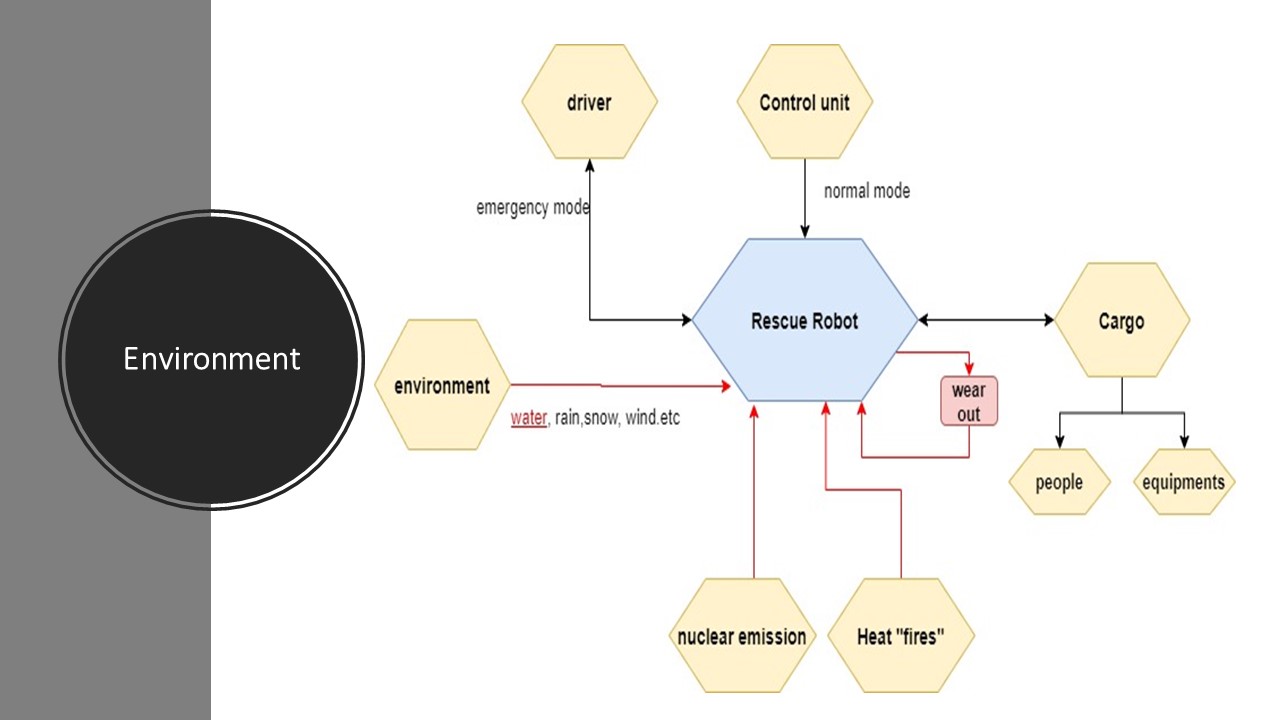 Environment
driver
Control unit
emergency mode
normal mode
Rescue Robot
Cargo
environment
water, rain,snow, wind.etc
wear
out
people
equipments
nuclear emission
Heat "fires"